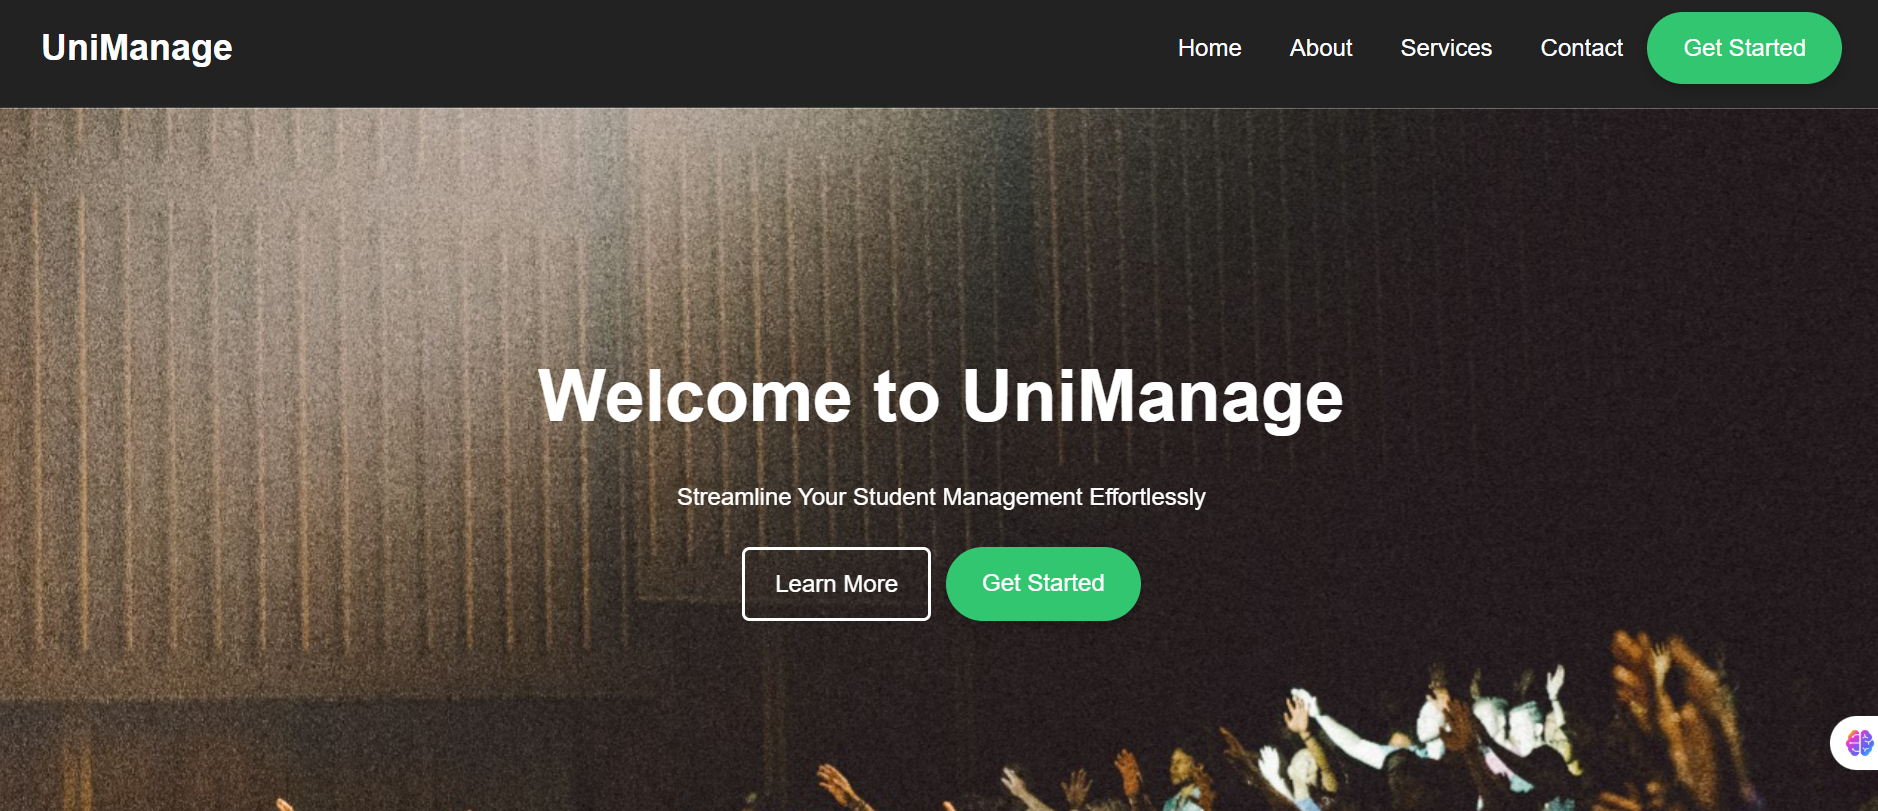 UniManage
Home About Services Contact Get Started
Welcome to UniManage
Streamline Your Student Management Effortlessly
Learn More Get Started